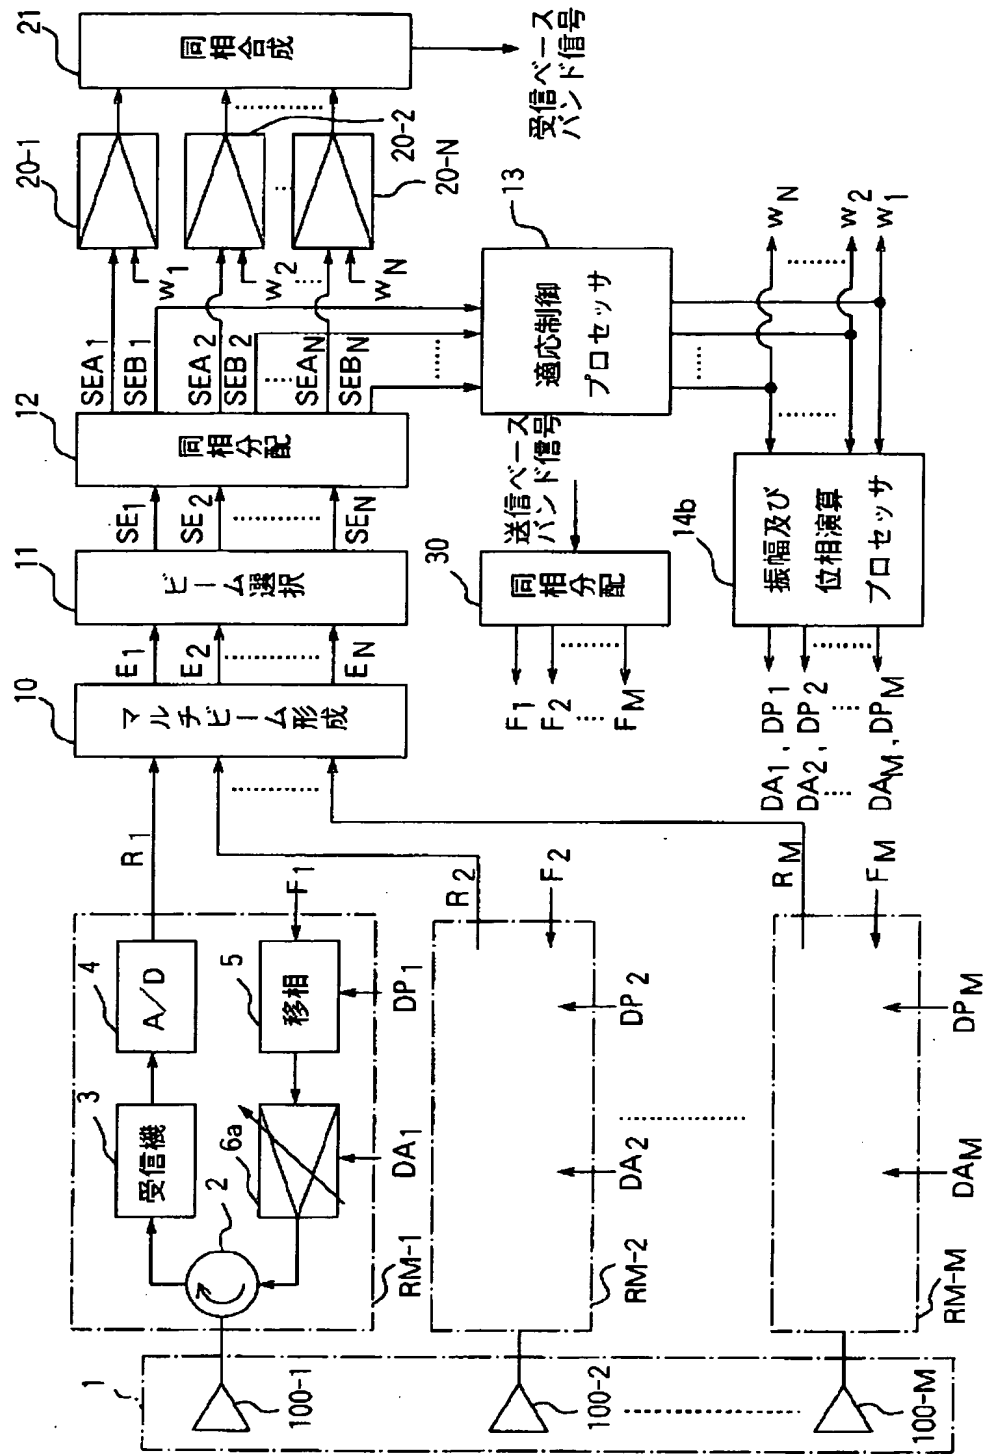 1
100-1
100-2
100-M
RM-1
2
受信機
3
A/D
4
移相
5
6a
F1
DP1
DA1
R1
RM-2
R2
F2
DP2
DA2
RM-M
RM
FM
DPM
DAM
マルチビーム形成
10
E1
E2
EN
ビーム選択
11
SE1
SE2
SEN
同相分配
12
SEA1
SEB1
SEA2
SEB2
SEAN
SEBN
20-1
20-2
20-N
w1
w2
wN
同相合成
21
受信ベース
バンド信号
適応制御
プロセッサ
13
wN
w2
w1
送信ベース
バンド信号
同相分配
30
F1
F2
FM
振幅及び
位相演算
プロセッサ
14b
DA1, DP1
DA2, DP2
DAM, DPM